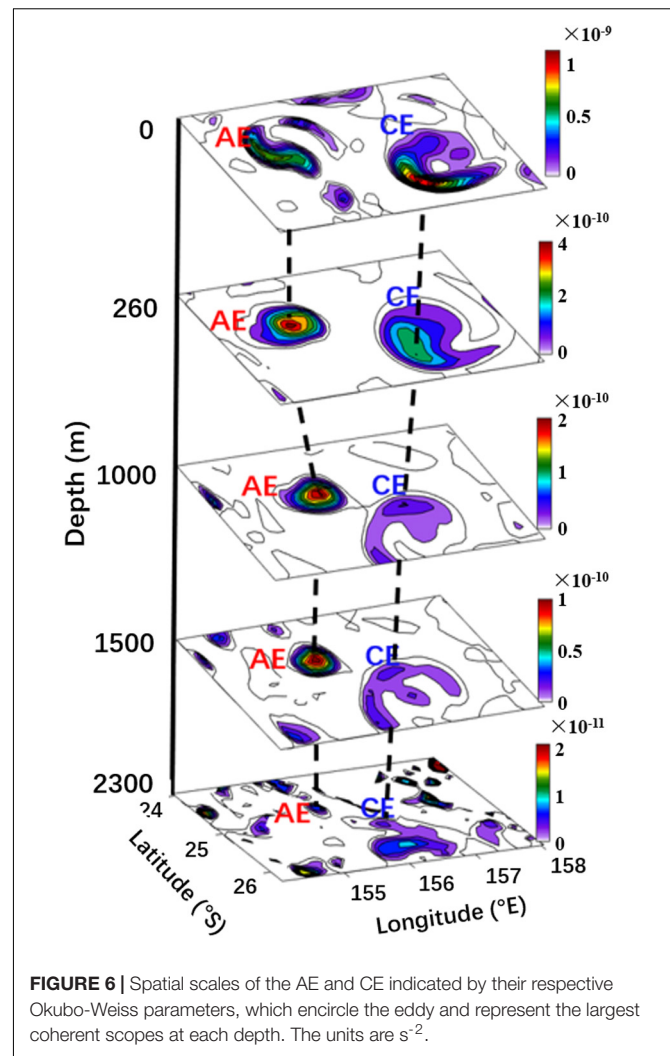 ×10⁻⁹
1
0.5
0
0
AE
CE
×10⁻¹⁰
4
2
0
260
AE
CE
×10⁻¹⁰
2
1
0
1000
AE
CE
Depth (m)
×10⁻¹⁰
1
0.5
0
1500
AE
CE
×10⁻¹¹
2
1
0
2300
AE
CE
24
25
26
Latitude (°S)
155
156
157
158
Longitude (°E)
FIGURE 6 | Spatial scales of the AE and CE indicated by their respective
Okubo-Weiss parameters, which encircle the eddy and represent the largest
coherent scopes at each depth. The units are s⁻².